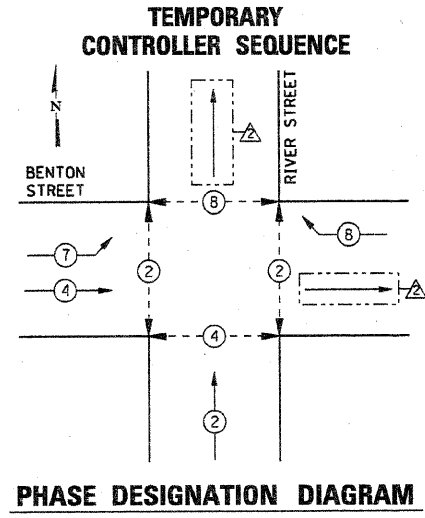 TEMPORARY
CONTROLLER SEQUENCE
N
2
RIVER STREET
BENTON
STREET
8
7
8
2
2
4
2
4
2
PHASE DESIGNATION DIAGRAM